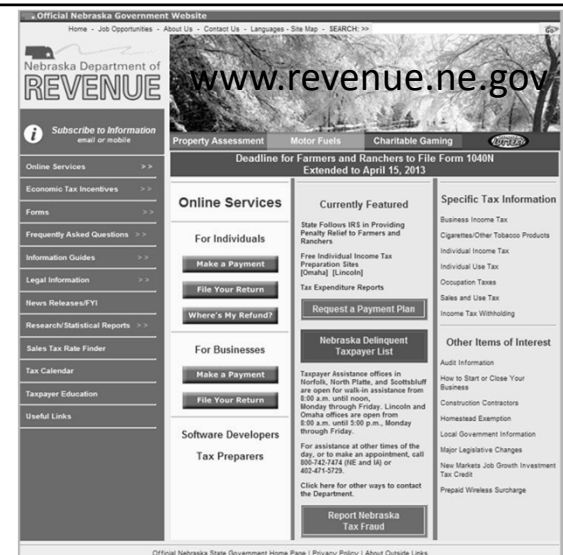 Official Nebraska Government Website
Home - Job Opportunities - About Us - Contact Us - Languages - Site Map - SEARCH: >>
Go>
Nebraska Department of
REVENUE
www.revenue.ne.gov
i
Subscribe to Information
email or mobile
Property Assessment
Motor Fuels
Charitable Gaming
Deadline for Farmers and Ranchers to File Form 1040N
Extended to April 15, 2013
Online Services >>
Economic Tax Incentives >>
Forms >>
Frequently Asked Questions >>
Information Guides >>
Legal Information >>
News Releases/FYI
Research/Statistical Reports >>
Sales Tax Rate Finder
Tax Calendar
Taxpayer Education
Useful Links
Online Services
For Individuals
Make a Payment
File Your Return
Where's My Refund?
For Businesses
Make a Payment
File Your Return
Software Developers
Tax Preparers
Currently Featured
State Follows IRS in Providing
Penalty Relief to Farmers and
Ranchers
Free Individual Income Tax
Preparation Sites
[Omaha] [Lincoln]
Tax Expenditure Reports
Request a Payment Plan
Nebraska Delinquent
Taxpayer List
Taxpayer Assistance offices in
Norfolk, North Platte, and Scottsbluff
are open for walk-in assistance from
8:00 a.m. until noon,
Monday through Friday. Lincoln and
Omaha offices are open from
8:00 a.m. until 5:00 p.m., Monday
through Friday.
For assistance at other times of the
day, or to make an appointment, call
800-742-7474 (NE and IA) or
402-471-5729.
Click here for other ways to contact
the Department.
Report Nebraska
Tax Fraud
Specific Tax Information
Business Income Tax
Cigarettes/Other Tobacco Products
Individual Income Tax
Individual Use Tax
Occupation Taxes
Sales and Use Tax
Income Tax Withholding
Other Items of Interest
Audit Information
How to Start or Close Your
Business
Construction Contractors
Homestead Exemption
Local Government Information
Major Legislative Changes
New Markets Job Growth Investment
Tax Credit
Prepaid Wireless Surcharge
Official Nebraska State Government Home Page | Privacy Policy | About Outside Links